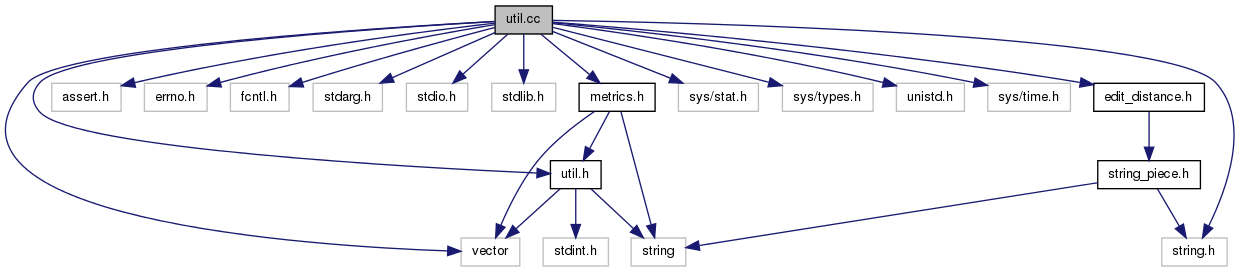 util.cc
assert.h
errno.h
fcntl.h
stdarg.h
stdio.h
stdlib.h
metrics.h
sys/stat.h
sys/types.h
unistd.h
sys/time.h
edit_distance.h
util.h
string_piece.h
vector
stdint.h
string
string.h